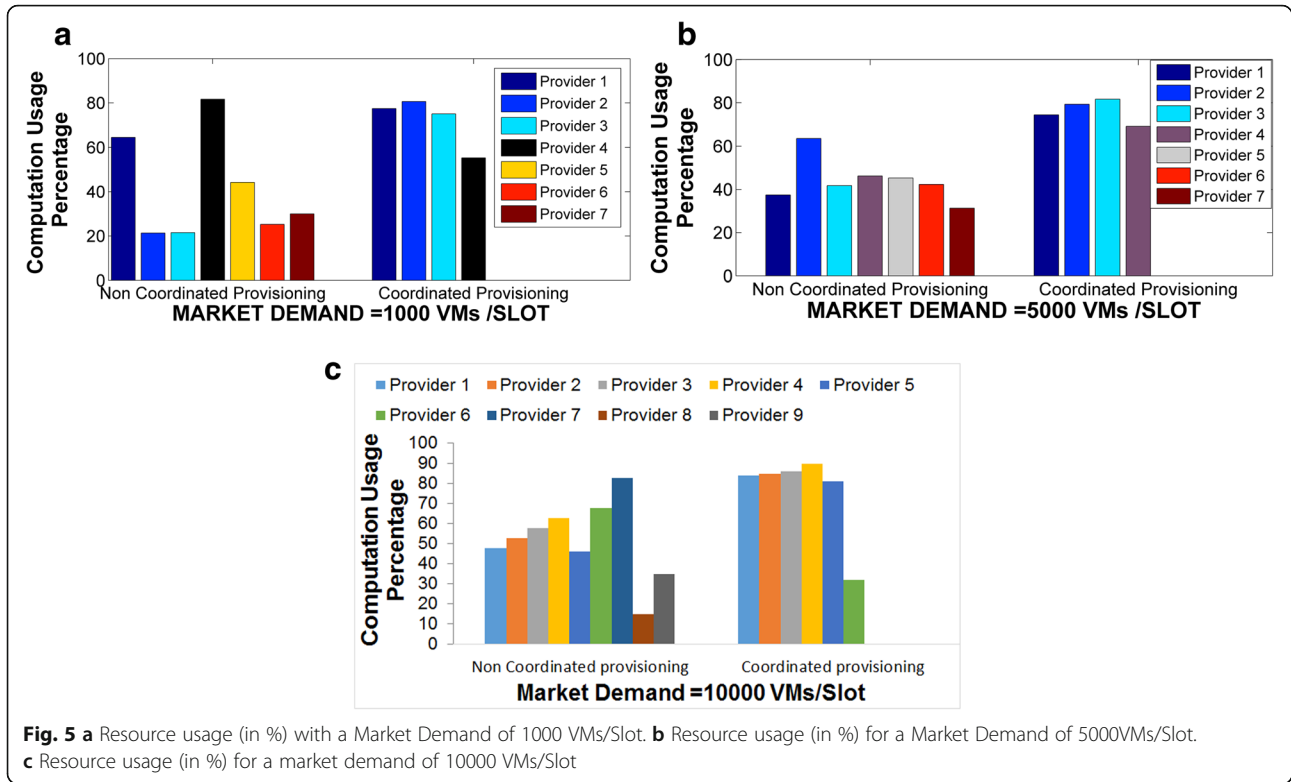 a
Computation Usage
Percentage
100
80
60
40
20
0
Provider 1
Provider 2
Provider 3
Provider 4
Provider 5
Provider 6
Provider 7
Non Coordinated Provisioning
Coordinated Provisioning
MARKET DEMAND =1000 VMs /SLOT
b
Computation Usage
Percentage
100
80
60
40
20
0
Provider 1
Provider 2
Provider 3
Provider 4
Provider 5
Provider 6
Provider 7
Non Coordinated Provisioning
Coordinated Provisioning
MARKET DEMAND =5000 VMs /SLOT
c
Provider 1 Provider 2 Provider 3 Provider 4 Provider 5
Provider 6 Provider 7 Provider 8 Provider 9
Computation Usage
Percentage
100
90
80
70
60
50
40
30
20
10
0
Non Coordinated provisioning
Coordinated provisioning
Market Demand =10000 VMs/Slot
Fig. 5 a Resource usage (in %) with a Market Demand of 1000 VMs/Slot. b Resource usage (in %) for a Market Demand of 5000VMs/Slot.
c Resource usage (in %) for a market demand of 10000 VMs/Slot